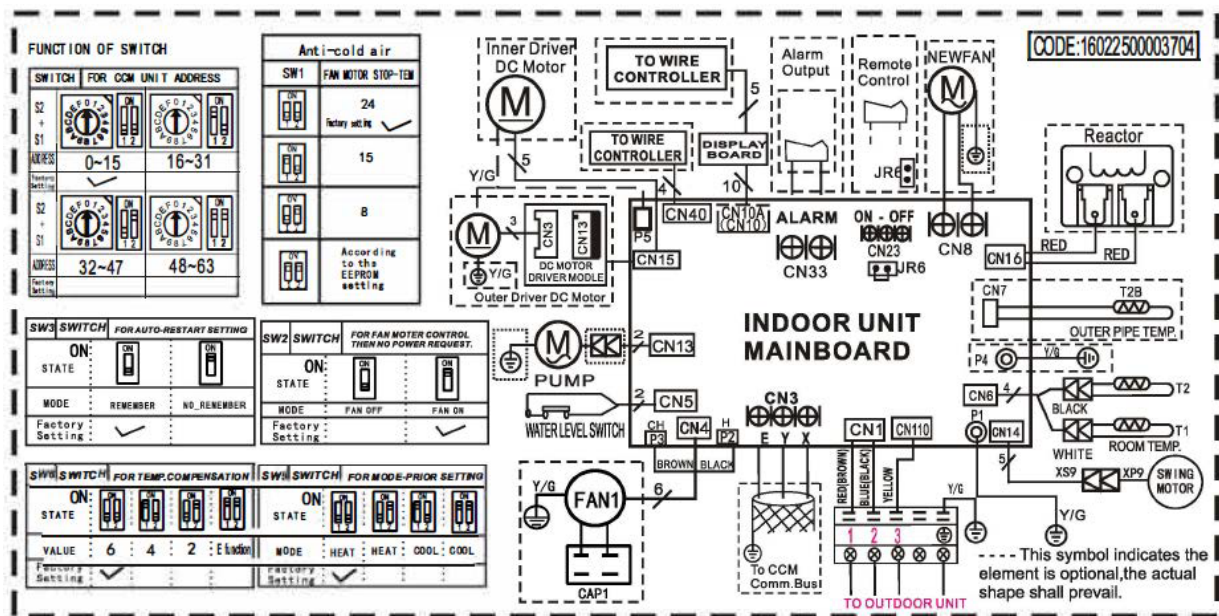 FUNCTION OF SWITCH
SWITCH FOR CCM UNIT ADDRESS
S2
+
S1
ADDRESS 0~15 16~31
Factory
Setting
S2
+
S1
ADDRESS 32~47 48~63
Factory
Setting
Anti-cold air
SW1 FAN MOTOR STOP-TEM
24
Factory setting
15
8
According
to the
EEPROM
setting
SW3 SWITCH FOR AUTO-RESTART SETTING
ON
STATE
MODE REMEMBER NO_REMEMBER
Factory
Setting:
SW2 SWITCH FOR FAN MOTER CONTROL
THEN NO POWER REQUEST.
ON
STATE
MODE FAN OFF FAN ON
Factory
Setting:
SW6 SWITCH FOR TEMP.COMPENSATION
ON
STATE
VALUE 6 4 2 E function
Factory
Setting:
SWITCH FOR MODE-PRIOR SETTING
ON
STATE
MODE HEAT HEAT COOL COOL
Factory
Setting:
Inner Driver
DC Motor
M
5
Y/G
TO WIRE
CONTROLLER
5
TO WIRE
CONTROLLER
4
DISPLAY
BOARD
10
Alarm
Output
Remote
Control
JR6
NEWFAN
M
CODE:16022500003704
Reactor
RED
RED
M
3
CN3
CN13
DC MOTOR
DRIVER MODLE
Y/G
Outer Driver DC Motor
P5
CN40
CN10A
(CN10)
CN15
ALARM
CN33
ON - OFF
CN23
JR6
CN8
CN16
INDOOR UNIT
MAINBOARD
CN7
T2B
OUTER PIPE TEMP.
P4
Y/G
M
PUMP
2
CN13
WATER LEVEL SWITCH
2
CN5
CN6
4
BLACK
T2
WHITE
T1
ROOM TEMP.
P1
CN14
5
XS9
XP9
SWING
MOTOR
CH
P3
CN4
H
P2
BROWN
BLACK
CN3
E Y X
CN1
CN110
Y/G
FAN1
6
CAP1
To CCM
Comm.Bus
RED(BROWN)
BLUE(BLACK)
YELLOW
Y/G
1 2 3
TO OUTDOOR UNIT
Y/G
---- This symbol indicates the
element is optional,the actual
shape shall prevail.